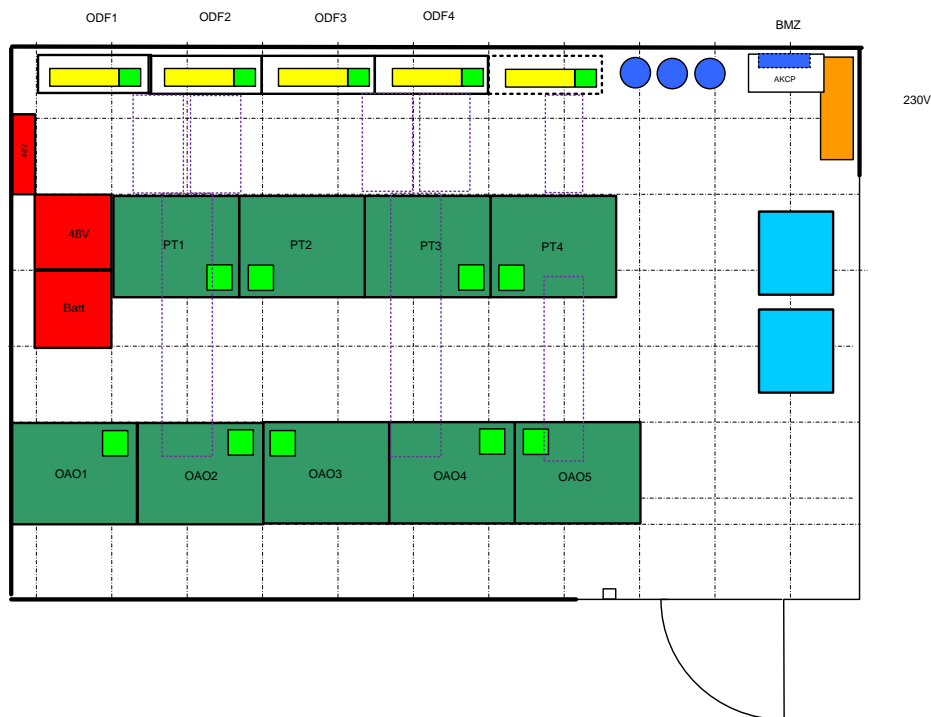 ODF1
ODF2
ODF3
ODF4
BMZ
AKCP
230V
48V
48V
PT1
PT2
PT3
PT4
Batt
OAO1
OAO2
OAO3
OAO4
OAO5